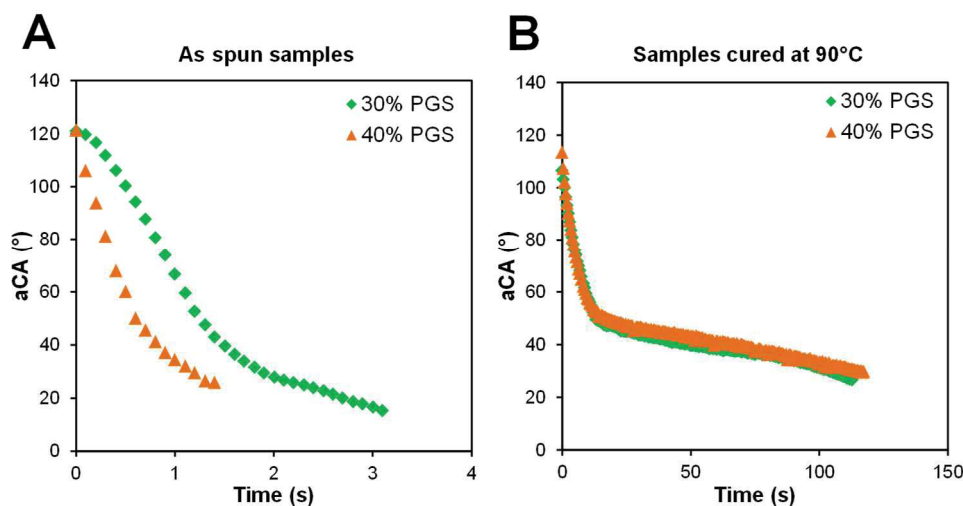 A
As spun samples
140
120
100
80
60
40
20
0
aCA (°)
30% PGS
40% PGS
0 1 2 3 4
Time (s)
B
Samples cured at 90°C
140
120
100
80
60
40
20
0
aCA (°)
30% PGS
40% PGS
0 50 100 150
Time (s)